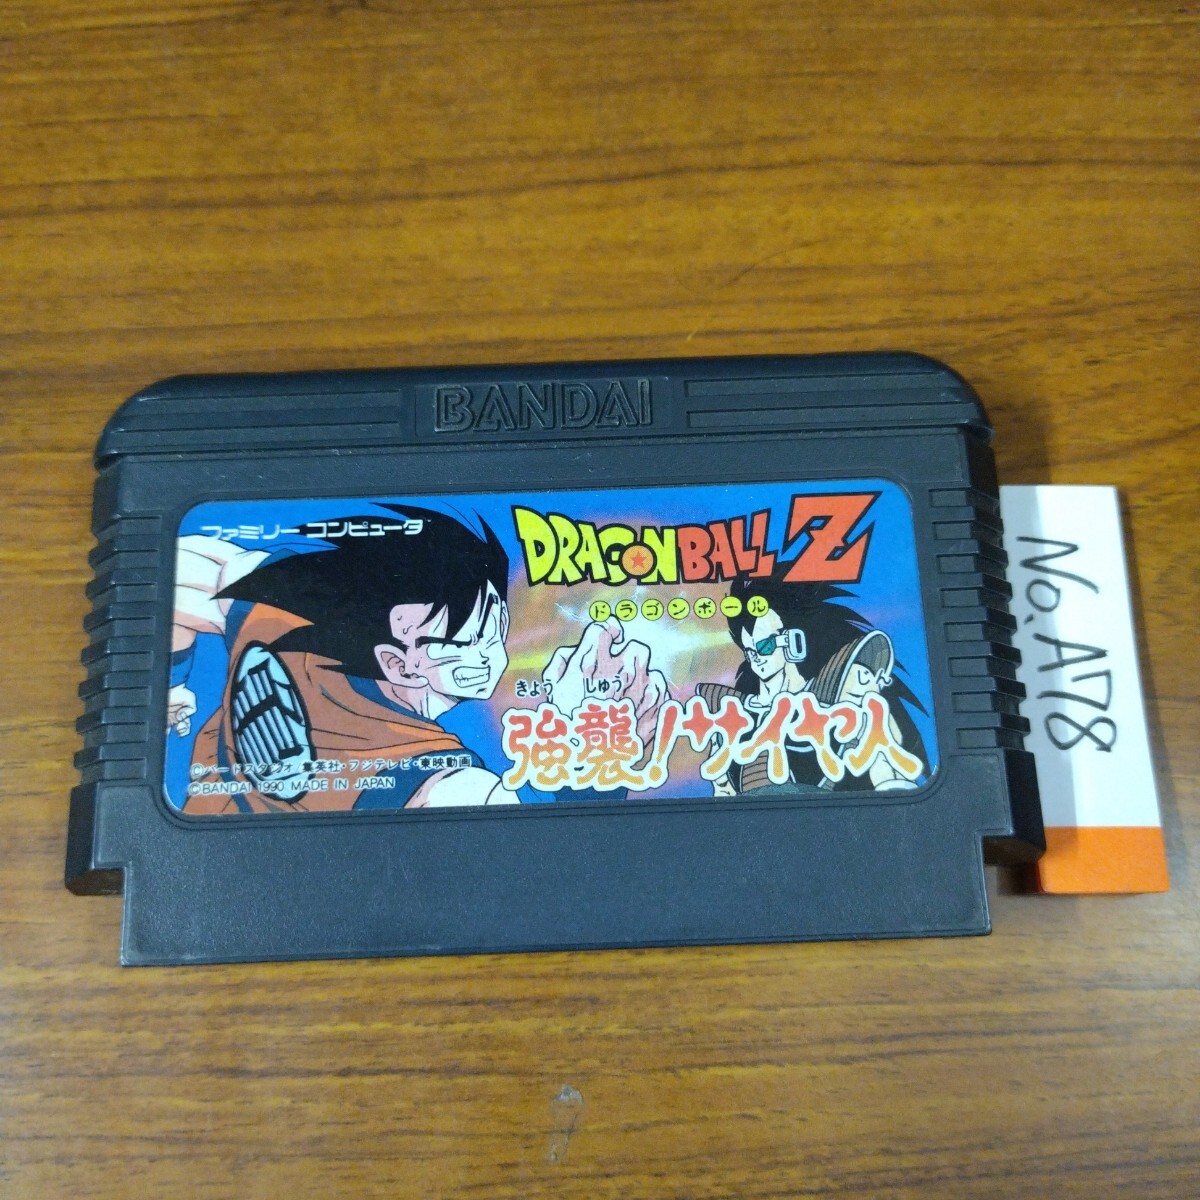 BANDAI
ファミリー コンピュータ
DRAGON BALL Z
ドラゴンボール
きょう しゅう じん
強襲!サイヤ人
©バードスタジオ/集英社・フジテレビ・東映動画
©BANDAI 1990 MADE IN JAPAN
No.A78